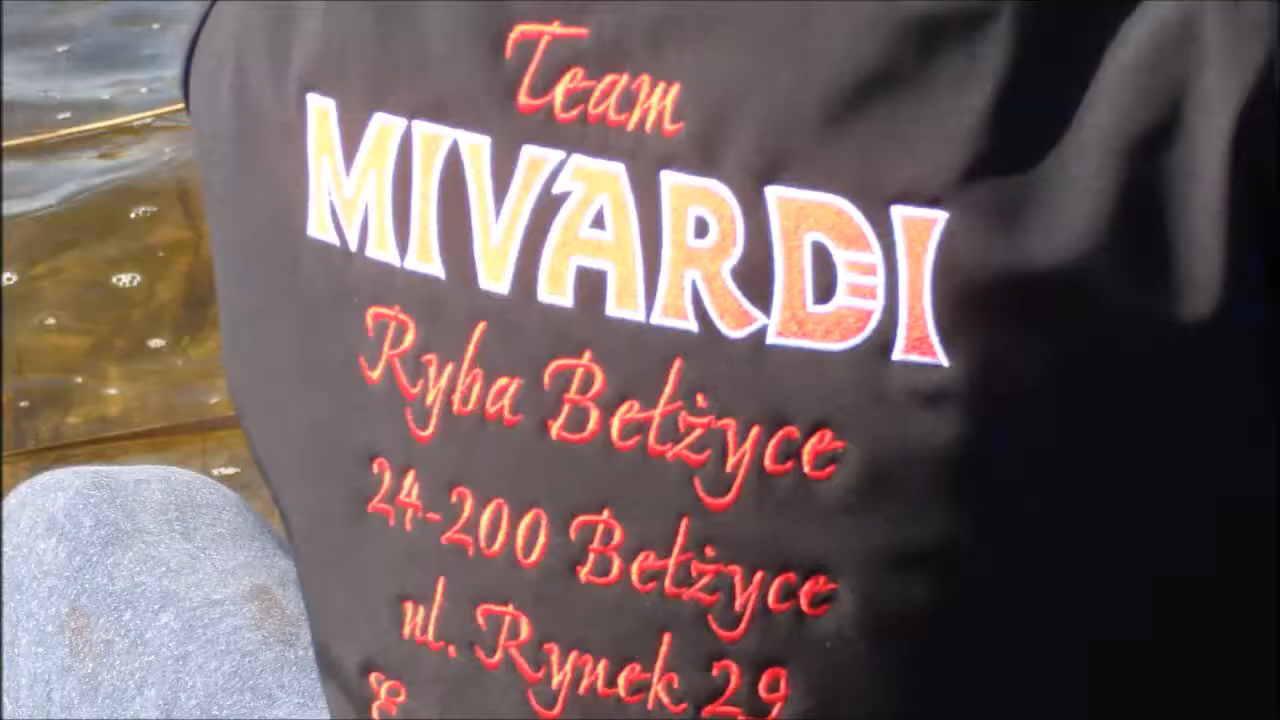 Team
MIVARDI
Ryba Bełżyce
24-200 Bełżyce
ul. Rynek 29